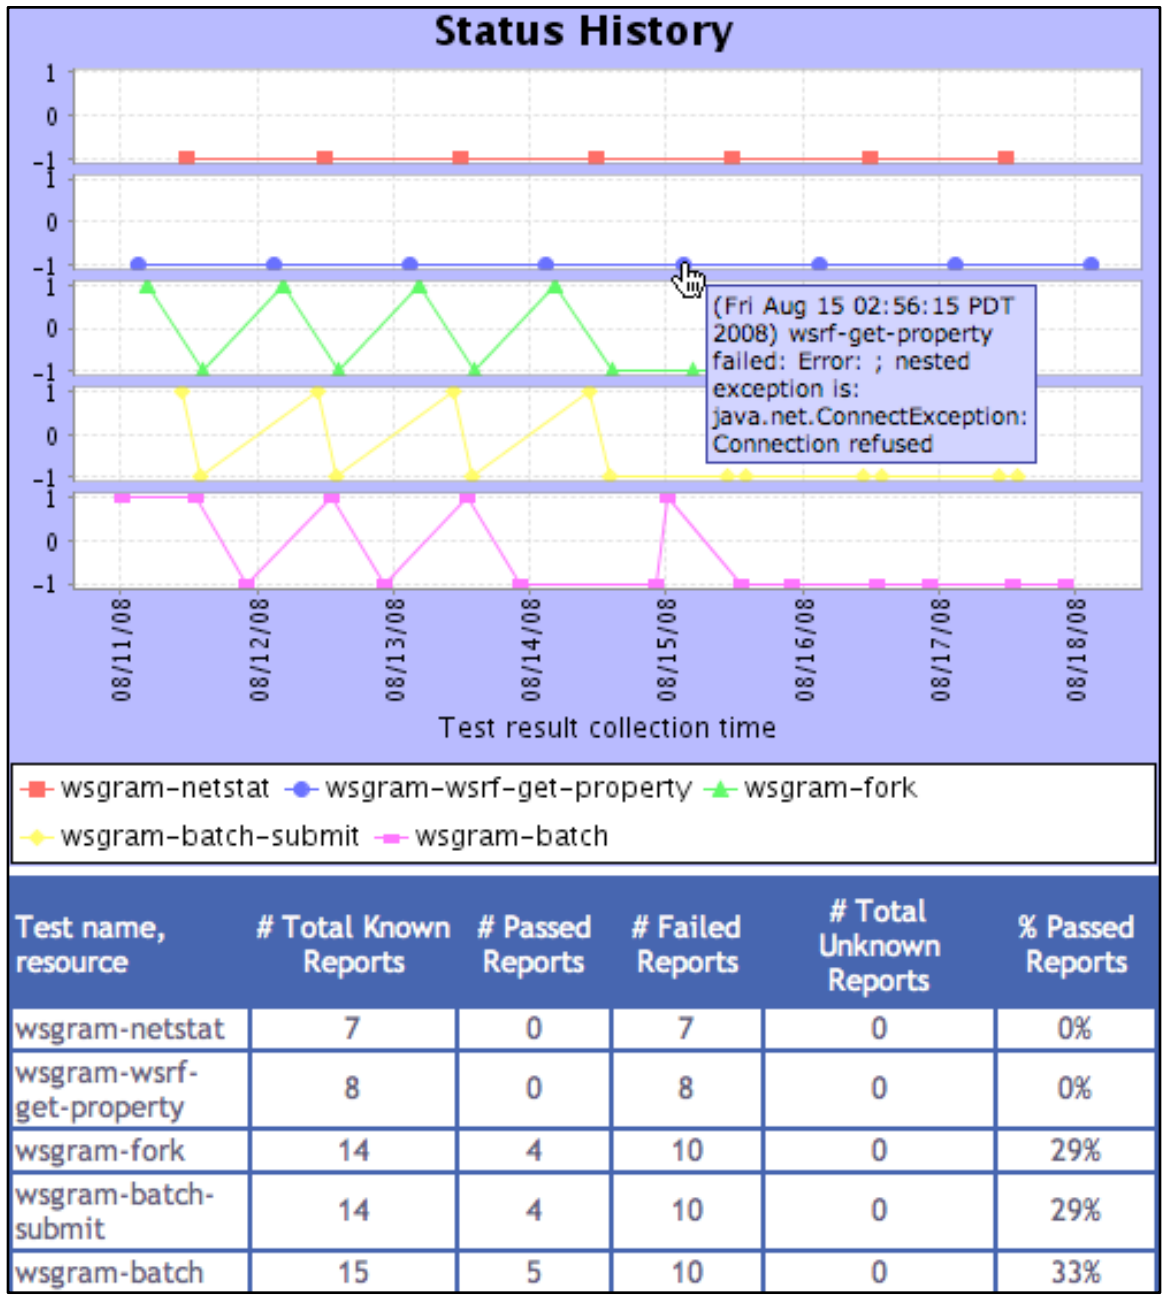 Status History
1
0
-1
1
0
-1
1
0
-1
1
0
-1
1
0
-1
(Fri Aug 15 02:56:15 PDT
2008) wsrf-get-property
failed: Error: ; nested
exception is:
java.net.ConnectException:
Connection refused
08/11/08
08/12/08
08/13/08
08/14/08
08/15/08
08/16/08
08/17/08
08/18/08
Test result collection time
wsgram-netstat wsgram-wsrf-get-property wsgram-fork
wsgram-batch-submit wsgram-batch
Test name, resource # Total Known Reports # Passed Reports # Failed Reports # Total Unknown Reports % Passed Reports
wsgram-netstat 7 0 7 0 0%
wsgram-wsrf-get-property 8 0 8 0 0%
wsgram-fork 14 4 10 0 29%
wsgram-batch-submit 14 4 10 0 29%
wsgram-batch 15 5 10 0 33%